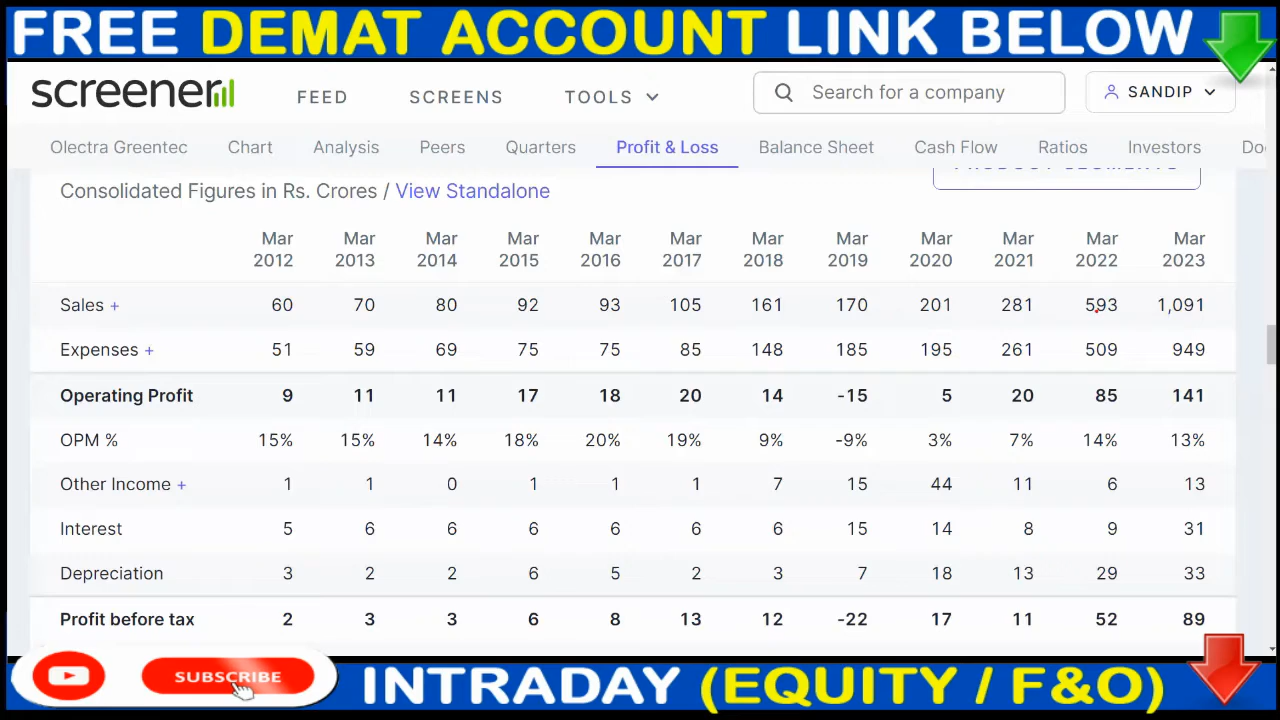 FREE DEMAT ACCOUNT LINK BELOW
screener
FEED SCREENS TOOLS Search for a company SANDIP
Olectra Greentec Chart Analysis Peers Quarters Profit & Loss Balance Sheet Cash Flow Ratios Investors Do
Consolidated Figures in Rs. Crores / View Standalone PRODUCT SEGMENTS
Mar Mar Mar Mar Mar Mar Mar Mar Mar Mar Mar Mar
2012 2013 2014 2015 2016 2017 2018 2019 2020 2021 2022 2023
Sales + 60 70 80 92 93 105 161 170 201 281 593 1,091
Expenses + 51 59 69 75 75 85 148 185 195 261 509 949
Operating Profit 9 11 11 17 18 20 14 -15 5 20 85 141
OPM % 15% 15% 14% 18% 20% 19% 9% -9% 3% 7% 14% 13%
Other Income + 1 1 0 1 1 1 7 15 44 11 6 13
Interest 5 6 6 6 6 6 6 15 14 8 9 31
Depreciation 3 2 2 6 5 2 3 7 18 13 29 33
Profit before tax 2 3 3 6 8 13 12 -22 17 11 52 89
SUBSCRIBE
INTRADAY (EQUITY / F&O)